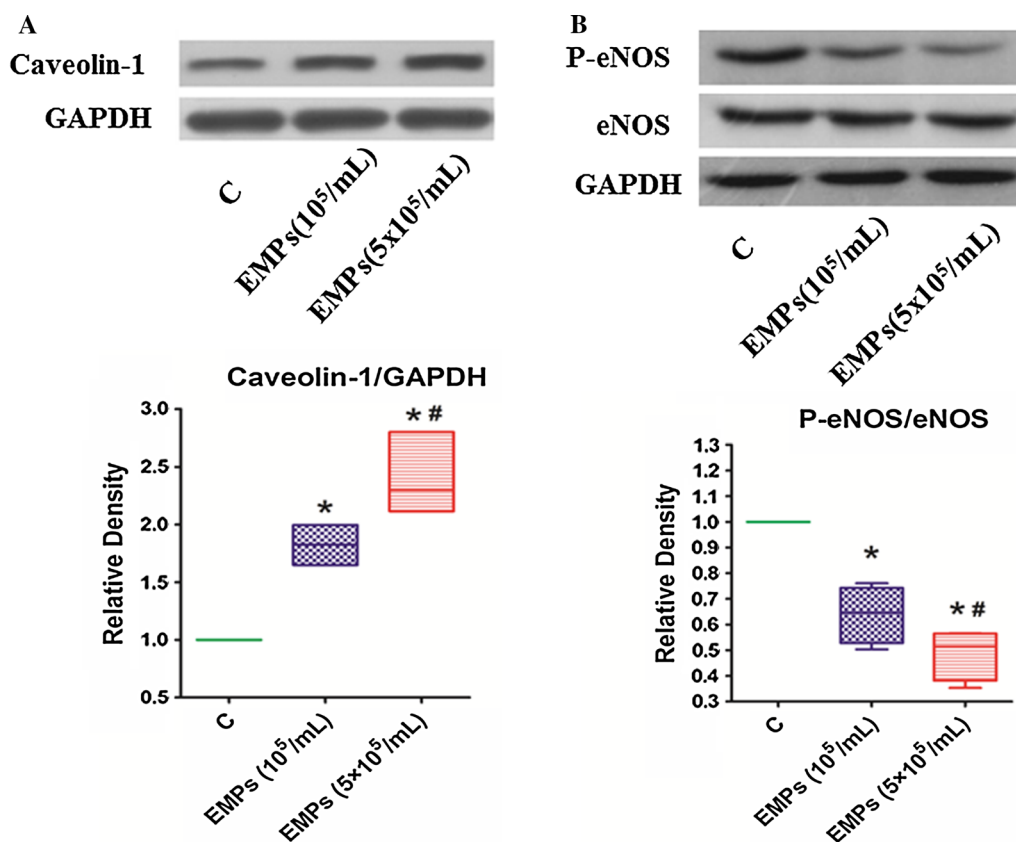 A
Caveolin-1
GAPDH
C
EMPs(10⁵/mL)
EMPs(5x10⁵/mL)
Caveolin-1/GAPDH
* #
*
Relative Density
3.0
2.5
2.0
1.5
1.0
0.5
C
EMPs (10⁵/mL)
EMPs (5×10⁵/mL)
B
P-eNOS
eNOS
GAPDH
C
EMPs(10⁵/mL)
EMPs(5x10⁵/mL)
P-eNOS/eNOS
*
* #
Relative Density
1.3
1.2
1.1
1.0
0.9
0.8
0.7
0.6
0.5
0.4
0.3
C
EMPs (10⁵/mL)
EMPs (5×10⁵/mL)